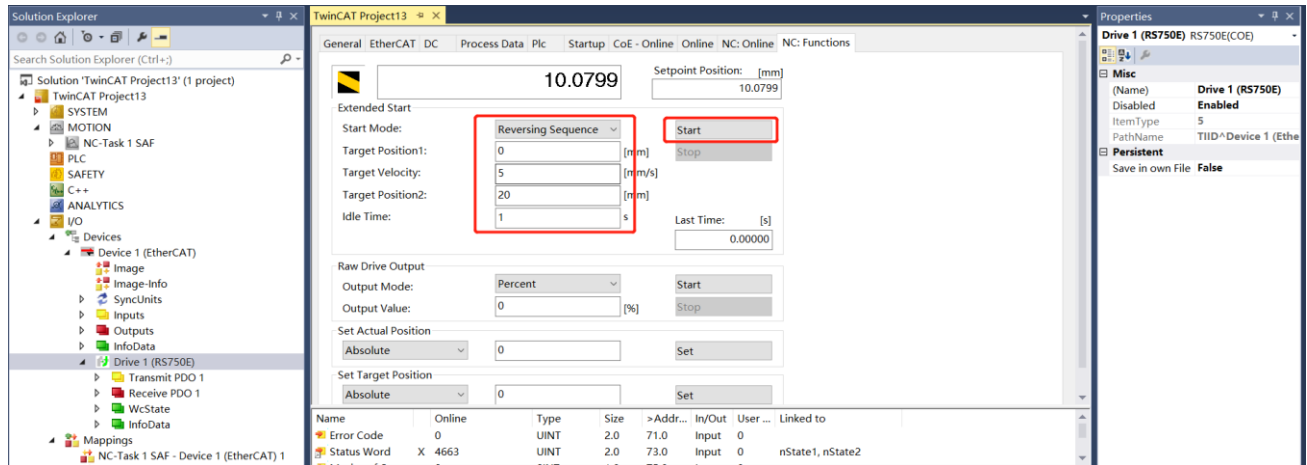 Solution Explorer
Search Solution Explorer (Ctrl+;)
Solution 'TwinCAT Project13' (1 project)
TwinCAT Project13
SYSTEM
MOTION
NC-Task 1 SAF
PLC
SAFETY
C++
ANALYTICS
I/O
Devices
Device 1 (EtherCAT)
Image
Image-Info
SyncUnits
Inputs
Outputs
InfoData
Drive 1 (RS750E)
Transmit PDO 1
Receive PDO 1
WcState
InfoData
Mappings
NC-Task 1 SAF - Device 1 (EtherCAT) 1
TwinCAT Project13
General EtherCAT DC Process Data Plc Startup CoE - Online Online NC: Online NC: Functions
10.0799
Setpoint Position: [mm]
10.0799
Extended Start
Start Mode: Reversing Sequence Start
Target Position1: 0 [mm] Stop
Target Velocity: 5 [mm/s]
Target Position2: 20 [mm]
Idle Time: 1 s
Last Time: [s]
0.00000
Raw Drive Output
Output Mode: Percent Start
Output Value: 0 [%] Stop
Set Actual Position
Absolute 0 Set
Set Target Position
Absolute 0 Set
Name Online Type Size >Addr... In/Out User ... Linked to
Error Code 0 UINT 2.0 71.0 Input 0
Status Word X 4663 UINT 2.0 73.0 Input 0 nState1, nState2
Properties
Drive 1 (RS750E) RS750E(COE)
Misc
(Name) Drive 1 (RS750E)
Disabled Enabled
ItemType 5
PathName TIID^Device 1 (Ethe
Persistent
Save in own File False